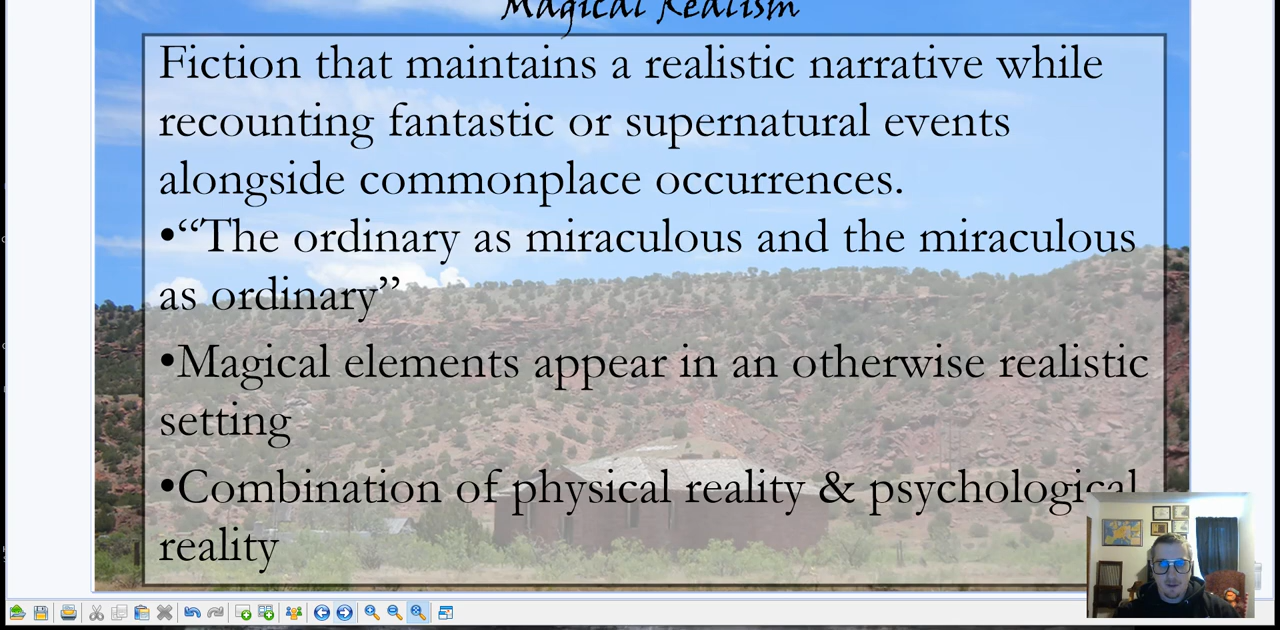 Magical Realism
Fiction that maintains a realistic narrative while
recounting fantastic or supernatural events
alongside commonplace occurrences.
•“The ordinary as miraculous and the miraculous
as ordinary”
•Magical elements appear in an otherwise realistic
setting
•Combination of physical reality & psychological
reality